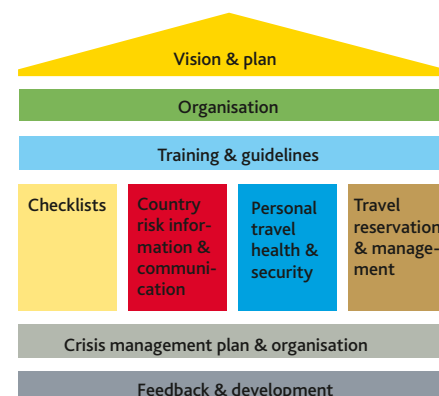 Vision & plan
Organisation
Training & guidelines
Checklists
Country
risk infor-
mation &
communi-
cation
Personal
travel
health &
security
Travel
reservation
& manage-
ment
Crisis management plan & organisation
Feedback & development